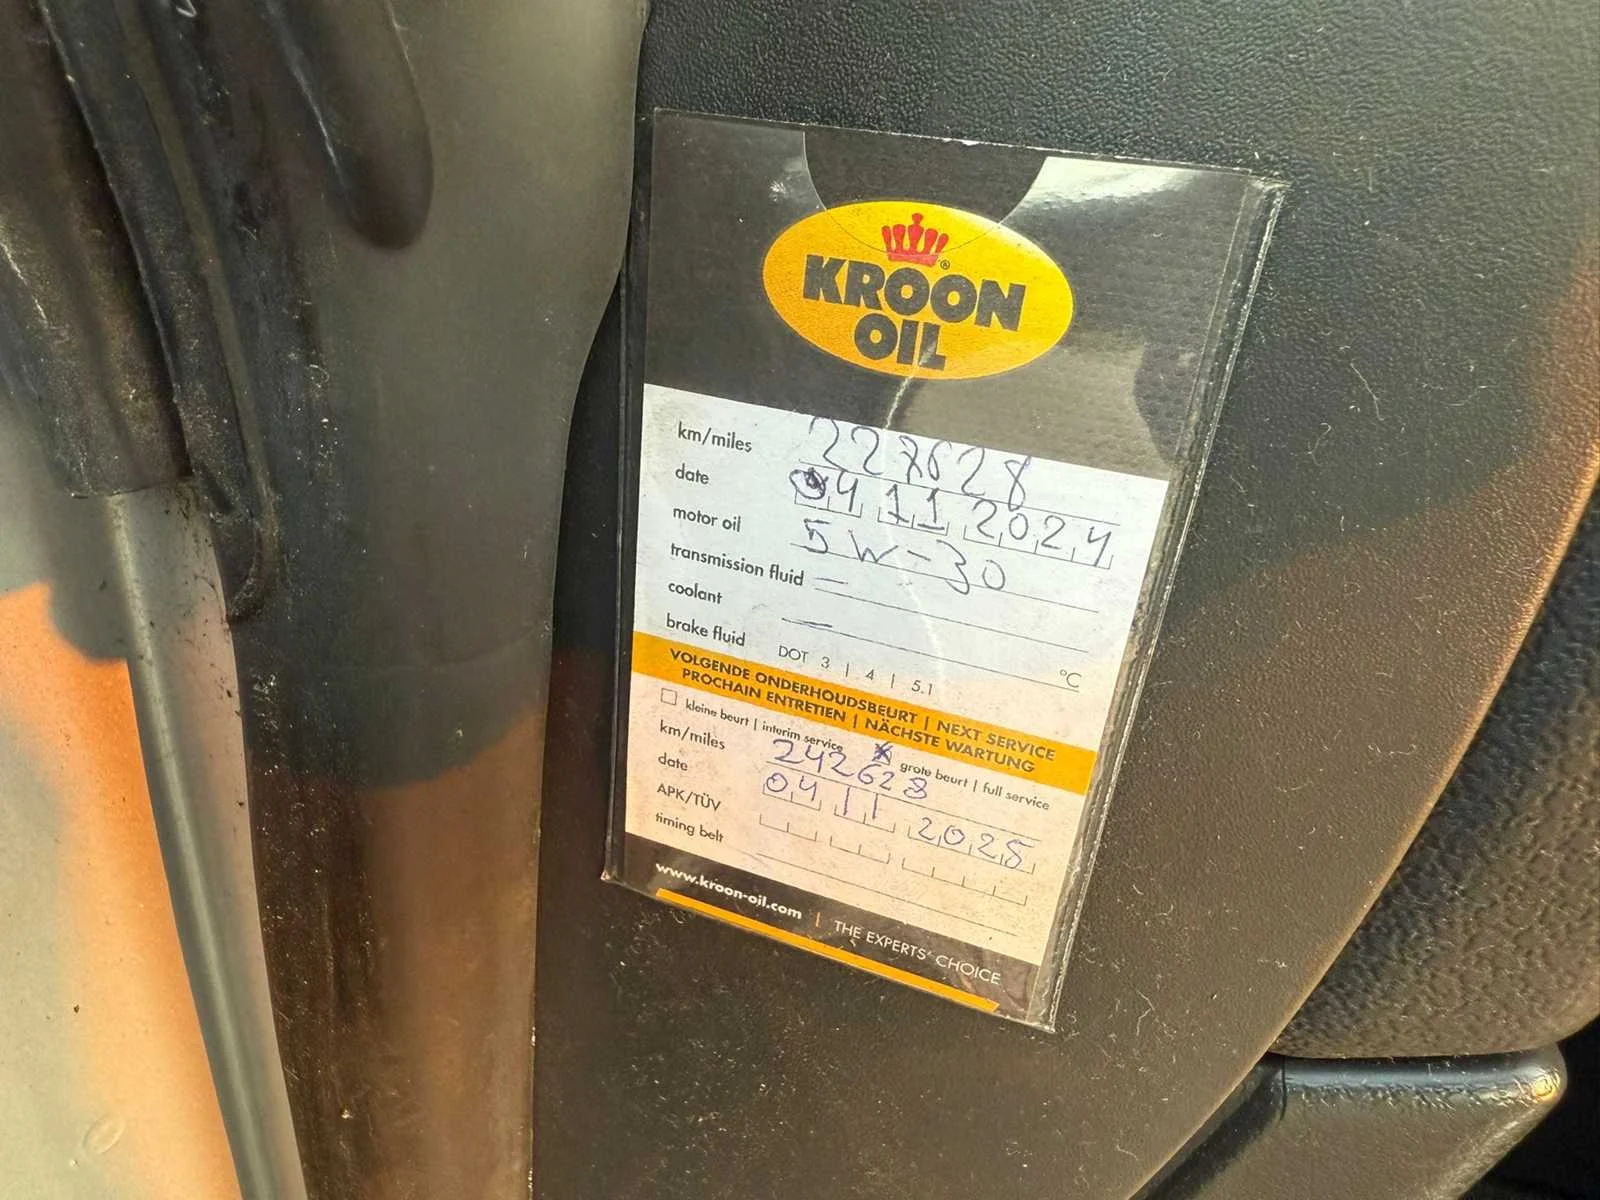 KROON
OIL
km/miles 227628
date 04 11 2024
motor oil 5W-30
transmission fluid —
coolant — °C
brake fluid DOT 3 | 4 | 5.1
VOLGENDE ONDERHOUDSBEURT | NEXT SERVICE
PROCHAIN ENTRETIEN | NÄCHSTE WARTUNG
kleine beurt | interim service x grote beurt | full service
km/miles 242628
date 04 11 2025
APK/TÜV
timing belt
www.kroon-oil.com | THE EXPERTS' CHOICE